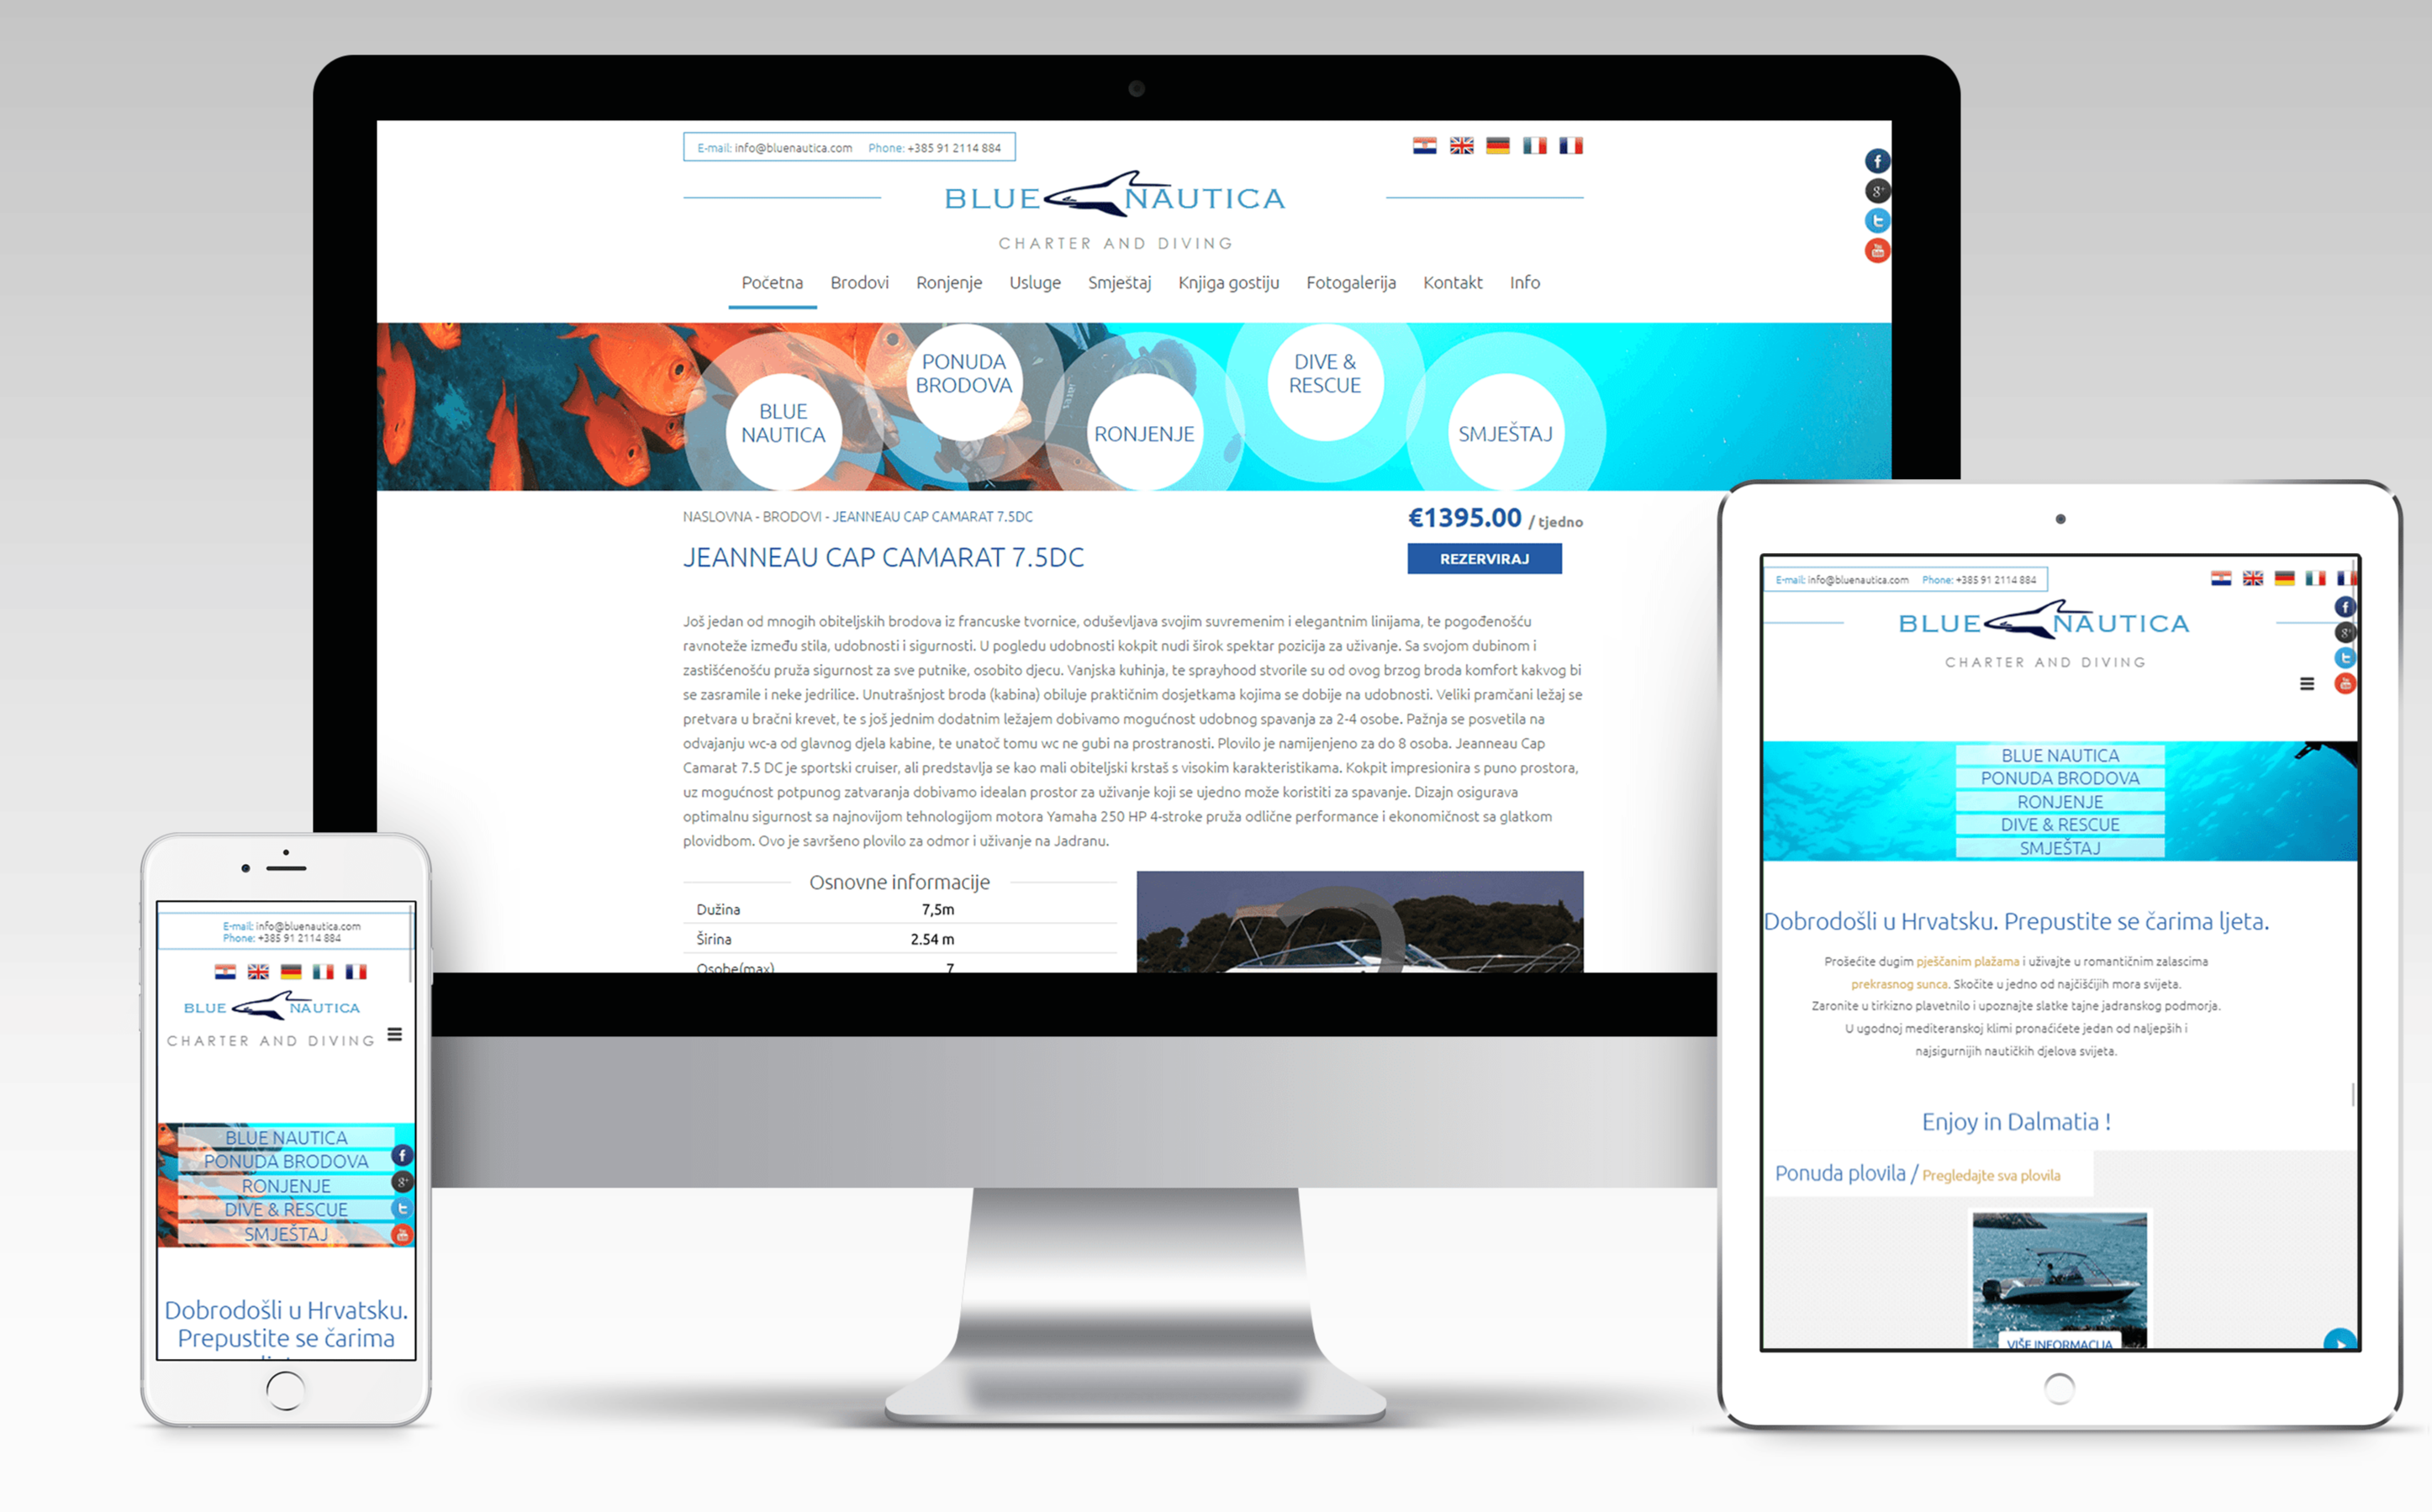 E-mail: info@bluenautica.com Phone: +385 91 2114 884
BLUE NAUTICA
CHARTER AND DIVING
Početna Brodovi Ronjenje Usluge Smještaj Knjiga gostiju Fotogalerija Kontakt Info
BLUE
NAUTICA
PONUDA
BRODOVA
RONJENJE
DIVE &
RESCUE
SMJEŠTAJ
NASLOVNA - BRODOVI - JEANNEAU CAP CAMARAT 7.5DC
€1395.00 / tjedno
JEANNEAU CAP CAMARAT 7.5DC
REZERVIRAJ
Još jedan od mnogih obiteljskih brodova iz francuske tvornice, oduševljava svojim suvremenim i elegantnim linijama, te pogođenošću
ravnoteže između stila, udobnosti i sigurnosti. U pogledu udobnosti kokpit nudi širok spektar pozicija za uživanje. Sa svojom dubinom i
zastišćenošću pruža sigurnost za sve putnike, osobito djecu. Vanjska kuhinja, te sprayhood stvorile su od ovog brzog broda komfort kakvog bi
se zasramile i neke jedrilice. Unutrašnjost broda (kabina) obiluje praktičnim dosjetkama kojima se dobije na udobnosti. Veliki pramčani ležaj se
pretvara u bračni krevet, te s još jednim dodatnim ležajem dobivamo mogućnost udobnog spavanja za 2-4 osobe. Pažnja se posvetila na
odvajanju wc-a od glavnog djela kabine, te unatoč tomu wc ne gubi na prostranosti. Plovilo je namijenjeno za do 8 osoba. Jeanneau Cap
Camarat 7.5 DC je sportski cruiser, ali predstavlja se kao mali obiteljski krstaš s visokim karakteristikama. Kokpit impresionira s puno prostora,
uz mogućnost potpunog zatvaranja dobivamo idealan prostor za uživanje koji se ujedno može koristiti za spavanje. Dizajn osigurava
optimalnu sigurnost sa najnovijom tehnologijom motora Yamaha 250 HP 4-stroke pruža odlične performance i ekonomičnost sa glatkom
plovidbom. Ovo je savršeno plovilo za odmor i uživanje na Jadranu.
Osnovne informacije
Dužina 7,5m
Širina 2.54 m
Osobe(max) 7
E-mail: info@bluenautica.com
Phone: +385 91 2114 884
BLUE NAUTICA
CHARTER AND DIVING
BLUE NAUTICA
PONUDA BRODOVA
RONJENJE
DIVE & RESCUE
SMJEŠTAJ
Dobrodošli u Hrvatsku.
Prepustite se čarima
E-mail: info@bluenautica.com Phone: +385 91 2114 884
BLUE NAUTICA
CHARTER AND DIVING
BLUE NAUTICA
PONUDA BRODOVA
RONJENJE
DIVE & RESCUE
SMJEŠTAJ
Dobrodošli u Hrvatsku. Prepustite se čarima ljeta.
Prošećite dugim pješčanim plažama i uživajte u romantičnim zalascima
prekrasnog sunca. Skočite u jedno od najčišćijih mora svijeta.
Zaronite u tirkizno plavetnilo i upoznajte slatke tajne jadranskog podmorja.
U ugodnoj mediteranskoj klimi pronačićete jedan od naljepših i
najsigurnijih nautičkih djelova svijeta.
Enjoy in Dalmatia !
Ponuda plovila / Pregledajte sva plovila
VIŠE INFORMACIJA